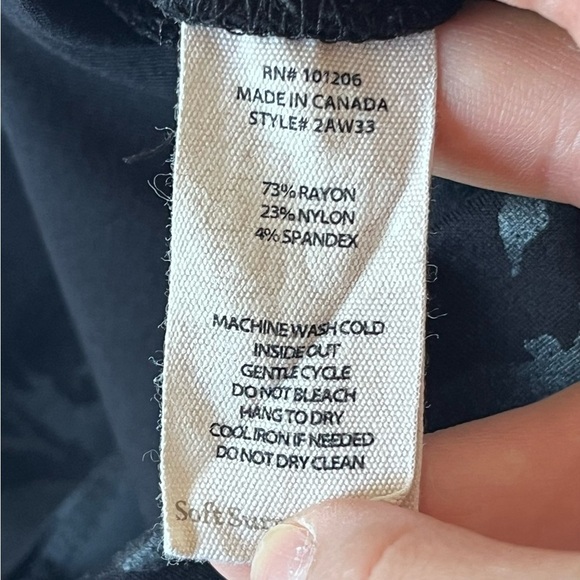 RN# 101206
MADE IN CANADA
STYLE# 2AW33
73% RAYON
23% NYLON
4% SPANDEX
MACHINE WASH COLD
INSIDE OUT
GENTLE CYCLE
DO NOT BLEACH
HANG TO DRY
COOL IRON IF NEEDED
DO NOT DRY CLEAN